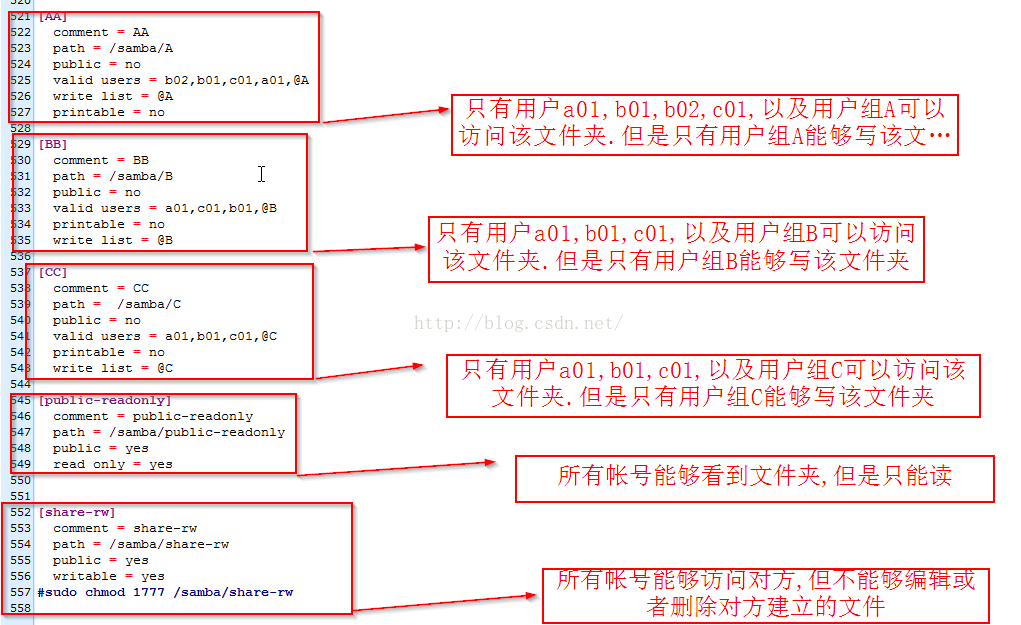 520
521 [AA]
522 comment = AA
523 path = /samba/A
524 public = no
525 valid users = b02,b01,c01,a01,@A
526 write list = @A
527 printable = no
528
529 [BB]
530 comment = BB
531 path = /samba/B
532 public = no
533 valid users = a01,c01,b01,@B
534 printable = no
535 write list = @B
536
537 [CC]
538 comment = CC
539 path =  /samba/C
540 public = no
541 valid users = a01,b01,c01,@C
542 printable = no
543 write list = @C
544
545 [public-readonly]
546 comment = public-readonly
547 path = /samba/public-readonly
548 public = yes
549 read only = yes
550
551
552 [share-rw]
553 comment = share-rw
554 path = /samba/share-rw
555 public = yes
556 writable = yes
557 #sudo chmod 1777 /samba/share-rw
558
只有用户a01,b01,b02,c01,以及用户组A可以
访问该文件夹.但是只有用户组A能够写该文…
只有用户a01,b01,c01,以及用户组B可以访问
该文件夹.但是只有用户组B能够写该文件夹
http://blog.csdn.net/
只有用户a01,b01,c01,以及用户组C可以访问该
文件夹.但是只有用户组C能够写该文件夹
所有帐号能够看到文件夹,但是只能读
所有帐号能够访问对方,但不能够编辑或
者删除对方建立的文件